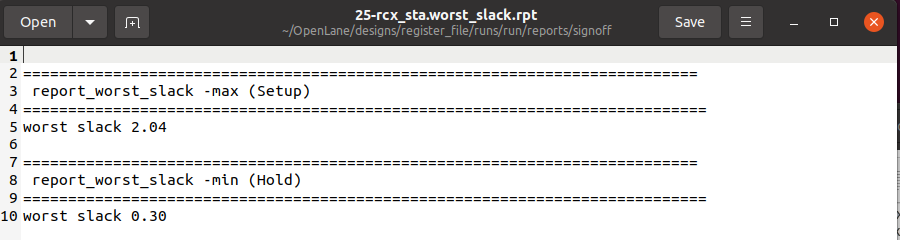 Open
25-rcx_sta.worst_slack.rpt
~/OpenLane/designs/register_file/runs/run/reports/signoff
Save
1
2 ===========================================================================
3  report_worst_slack -max (Setup)
4 ============================================================================
5 worst slack 2.04
6
7 ===========================================================================
8  report_worst_slack -min (Hold)
9 ============================================================================
10 worst slack 0.30